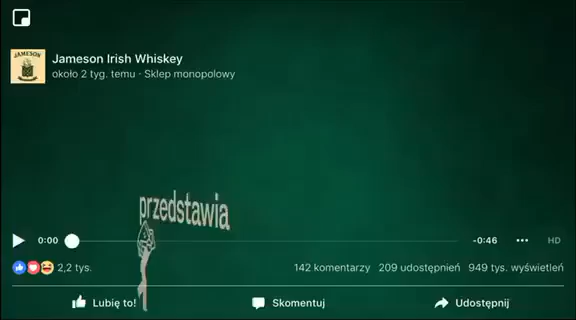 JAMESON
Jameson Irish Whiskey
około 2 tyg. temu · Sklep monopolowy
przedstawia
0:00
-0:46
HD
2,2 tys.
142 komentarzy 209 udostępnień 949 tys. wyświetleń
Lubię to!
Skomentuj
Udostępnij